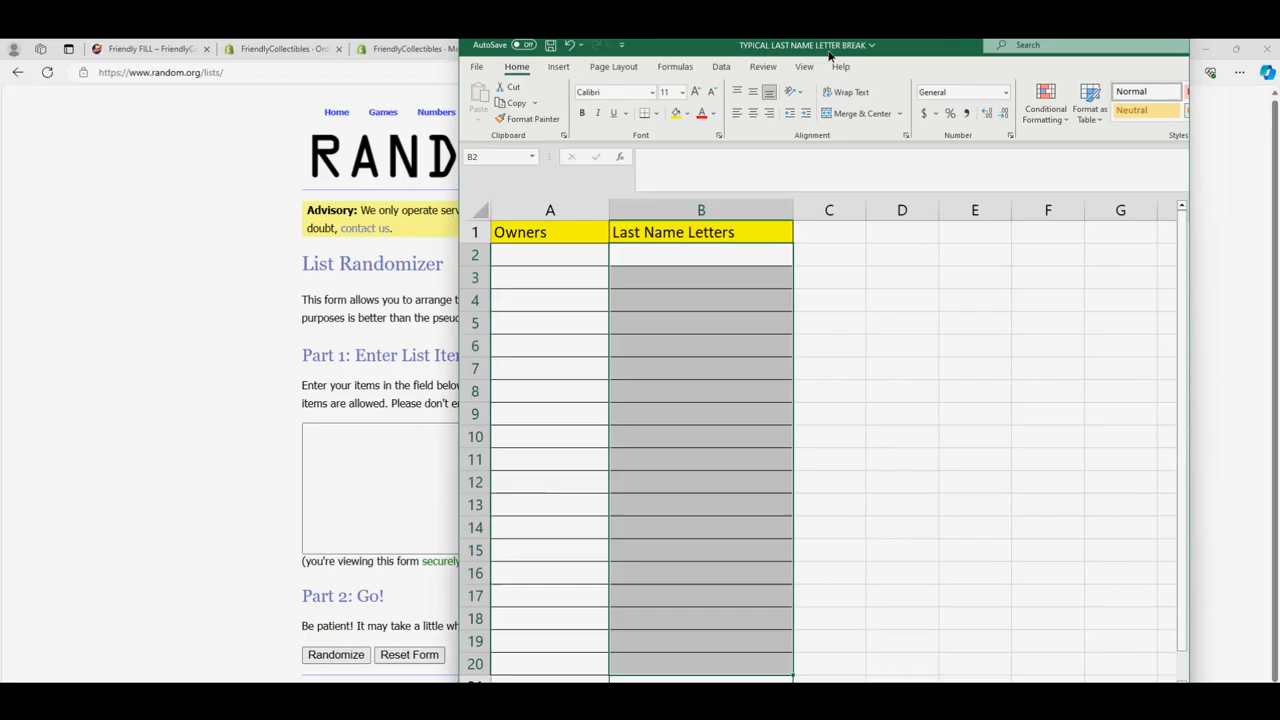 Friendly FILL – FriendlyC
FriendlyCollectibles - Ord
FriendlyCollectibles - Me
https://www.random.org/lists/
Home
Games
Numbers
RAND
Advisory: We only operate serv
doubt, contact us.
List Randomizer
This form allows you to arrange t
purposes is better than the pseud
Part 1: Enter List Iter
Enter your items in the field below
items are allowed. Please don't en
(you're viewing this form securely
Part 2: Go!
Be patient! It may take a little wh
Randomize
Reset Form
AutoSave Off
TYPICAL LAST NAME LETTER BREAK
Search
File Home Insert Page Layout Formulas Data Review View Help
Paste
Cut
Copy
Format Painter
Clipboard
Calibri 11
B I U
Font
Wrap Text
Merge & Center
Alignment
General
$ % 9
Number
Conditional Formatting
Format as Table
Normal
Neutral
Styles
B2
fx
A B C D E F G
1 Owners Last Name Letters
2
3
4
5
6
7
8
9
10
11
12
13
14
15
16
17
18
19
20